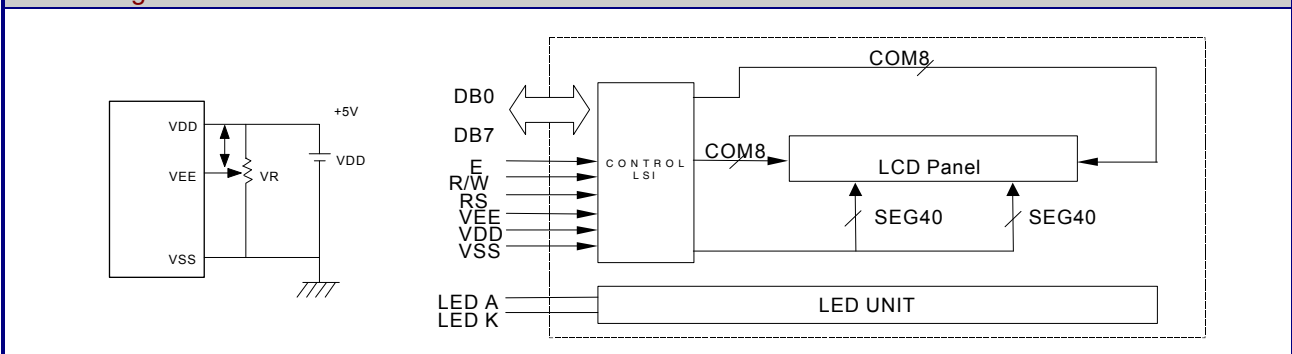 +5V
VDD
VDD
VEE
VR
VSS
DB0
DB7
E
R/W
RS
VEE
VDD
VSS
LED A
LED K
CONTROL
LSI
COM8
COM8
LCD Panel
SEG40
SEG40
LED UNIT